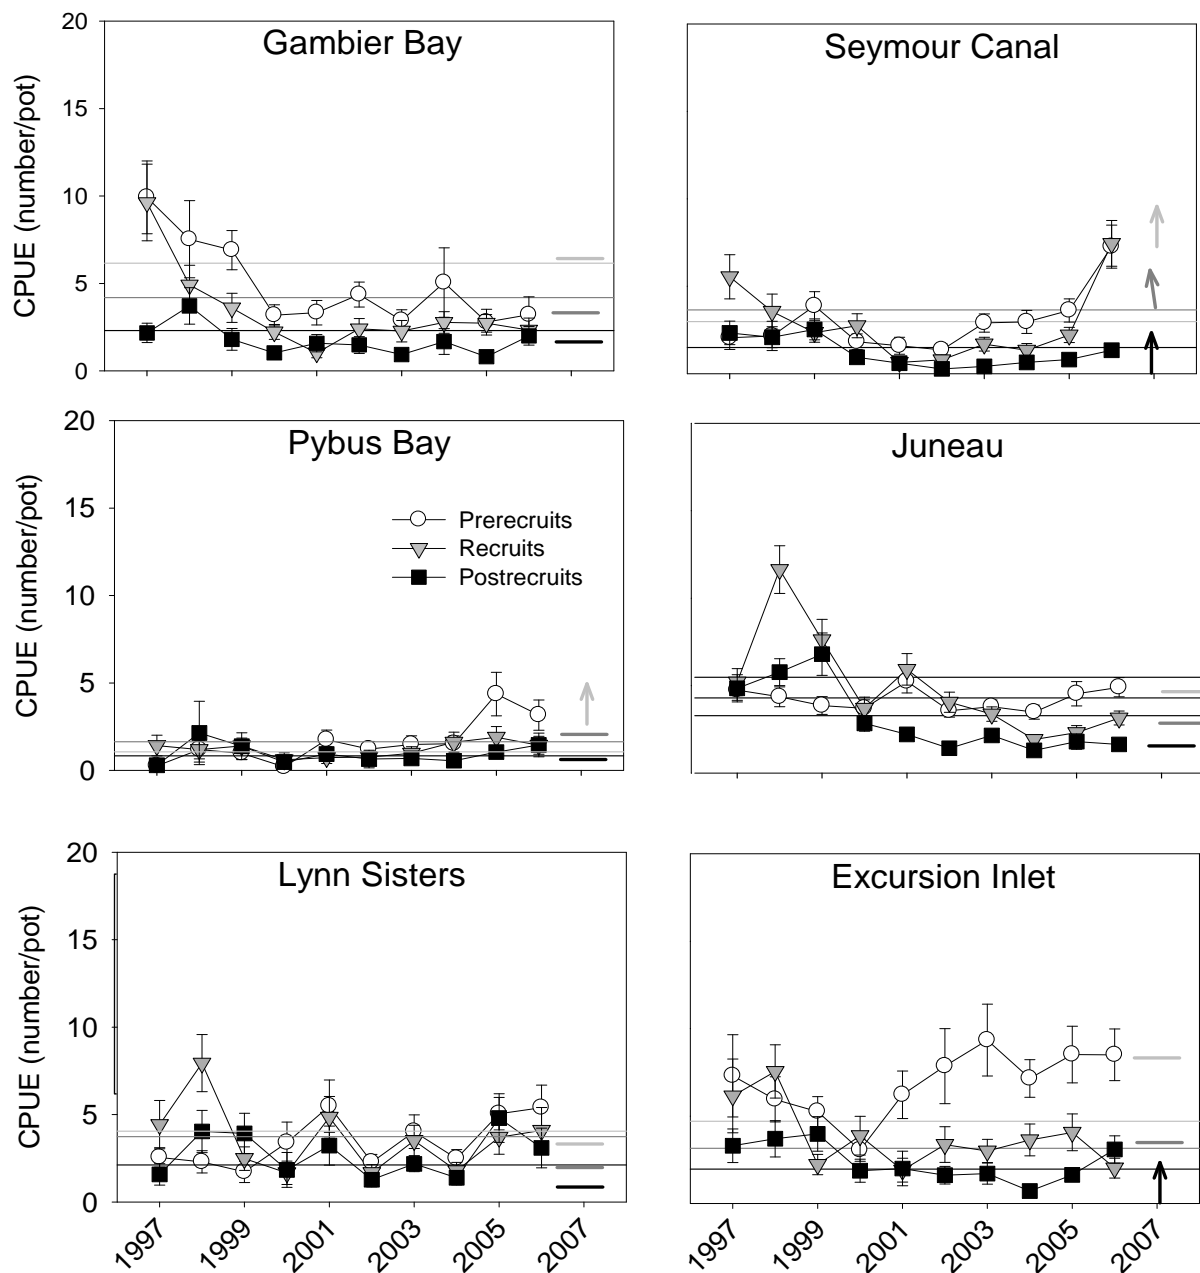 Gambier Bay
Seymour Canal
CPUE (number/pot)
20
15
10
5
0
Pybus Bay
Juneau
CPUE (number/pot)
20
15
10
5
0
Prerecruits
Recruits
Postrecruits
Lynn Sisters
Excursion Inlet
CPUE (number/pot)
20
15
10
5
0
1997
1999
2001
2003
2005
2007
1997
1999
2001
2003
2005
2007